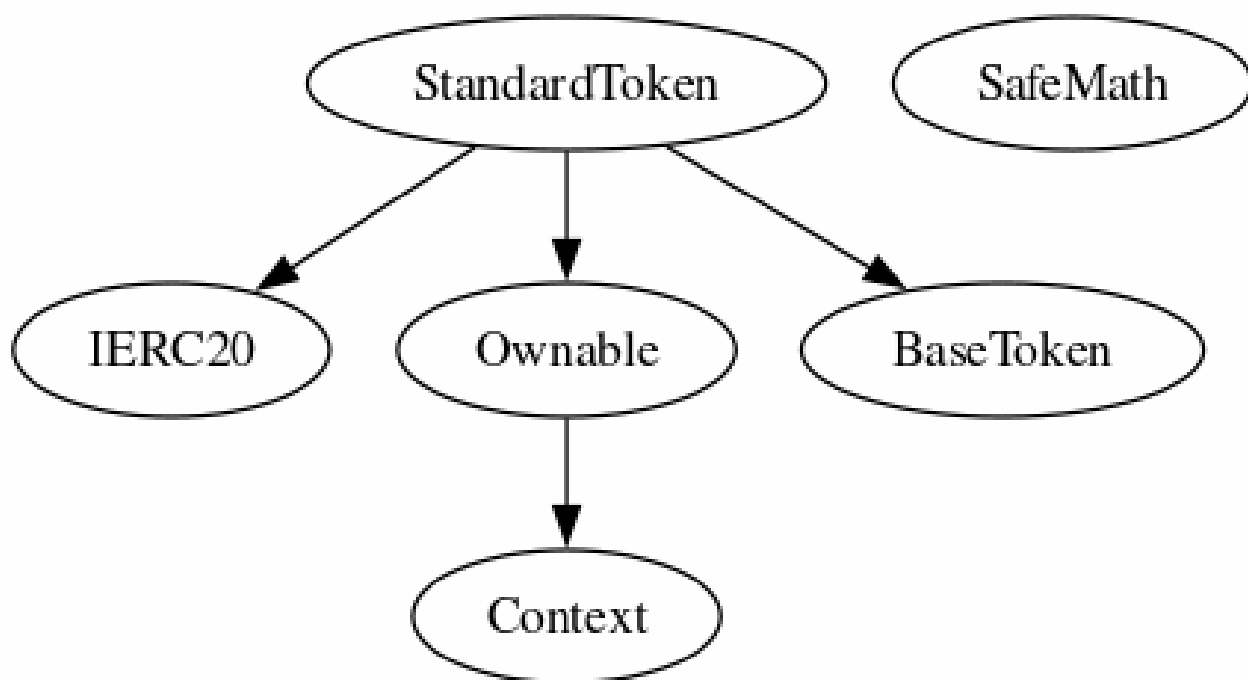 StandardToken
SafeMath
IERC20
Ownable
BaseToken
Context